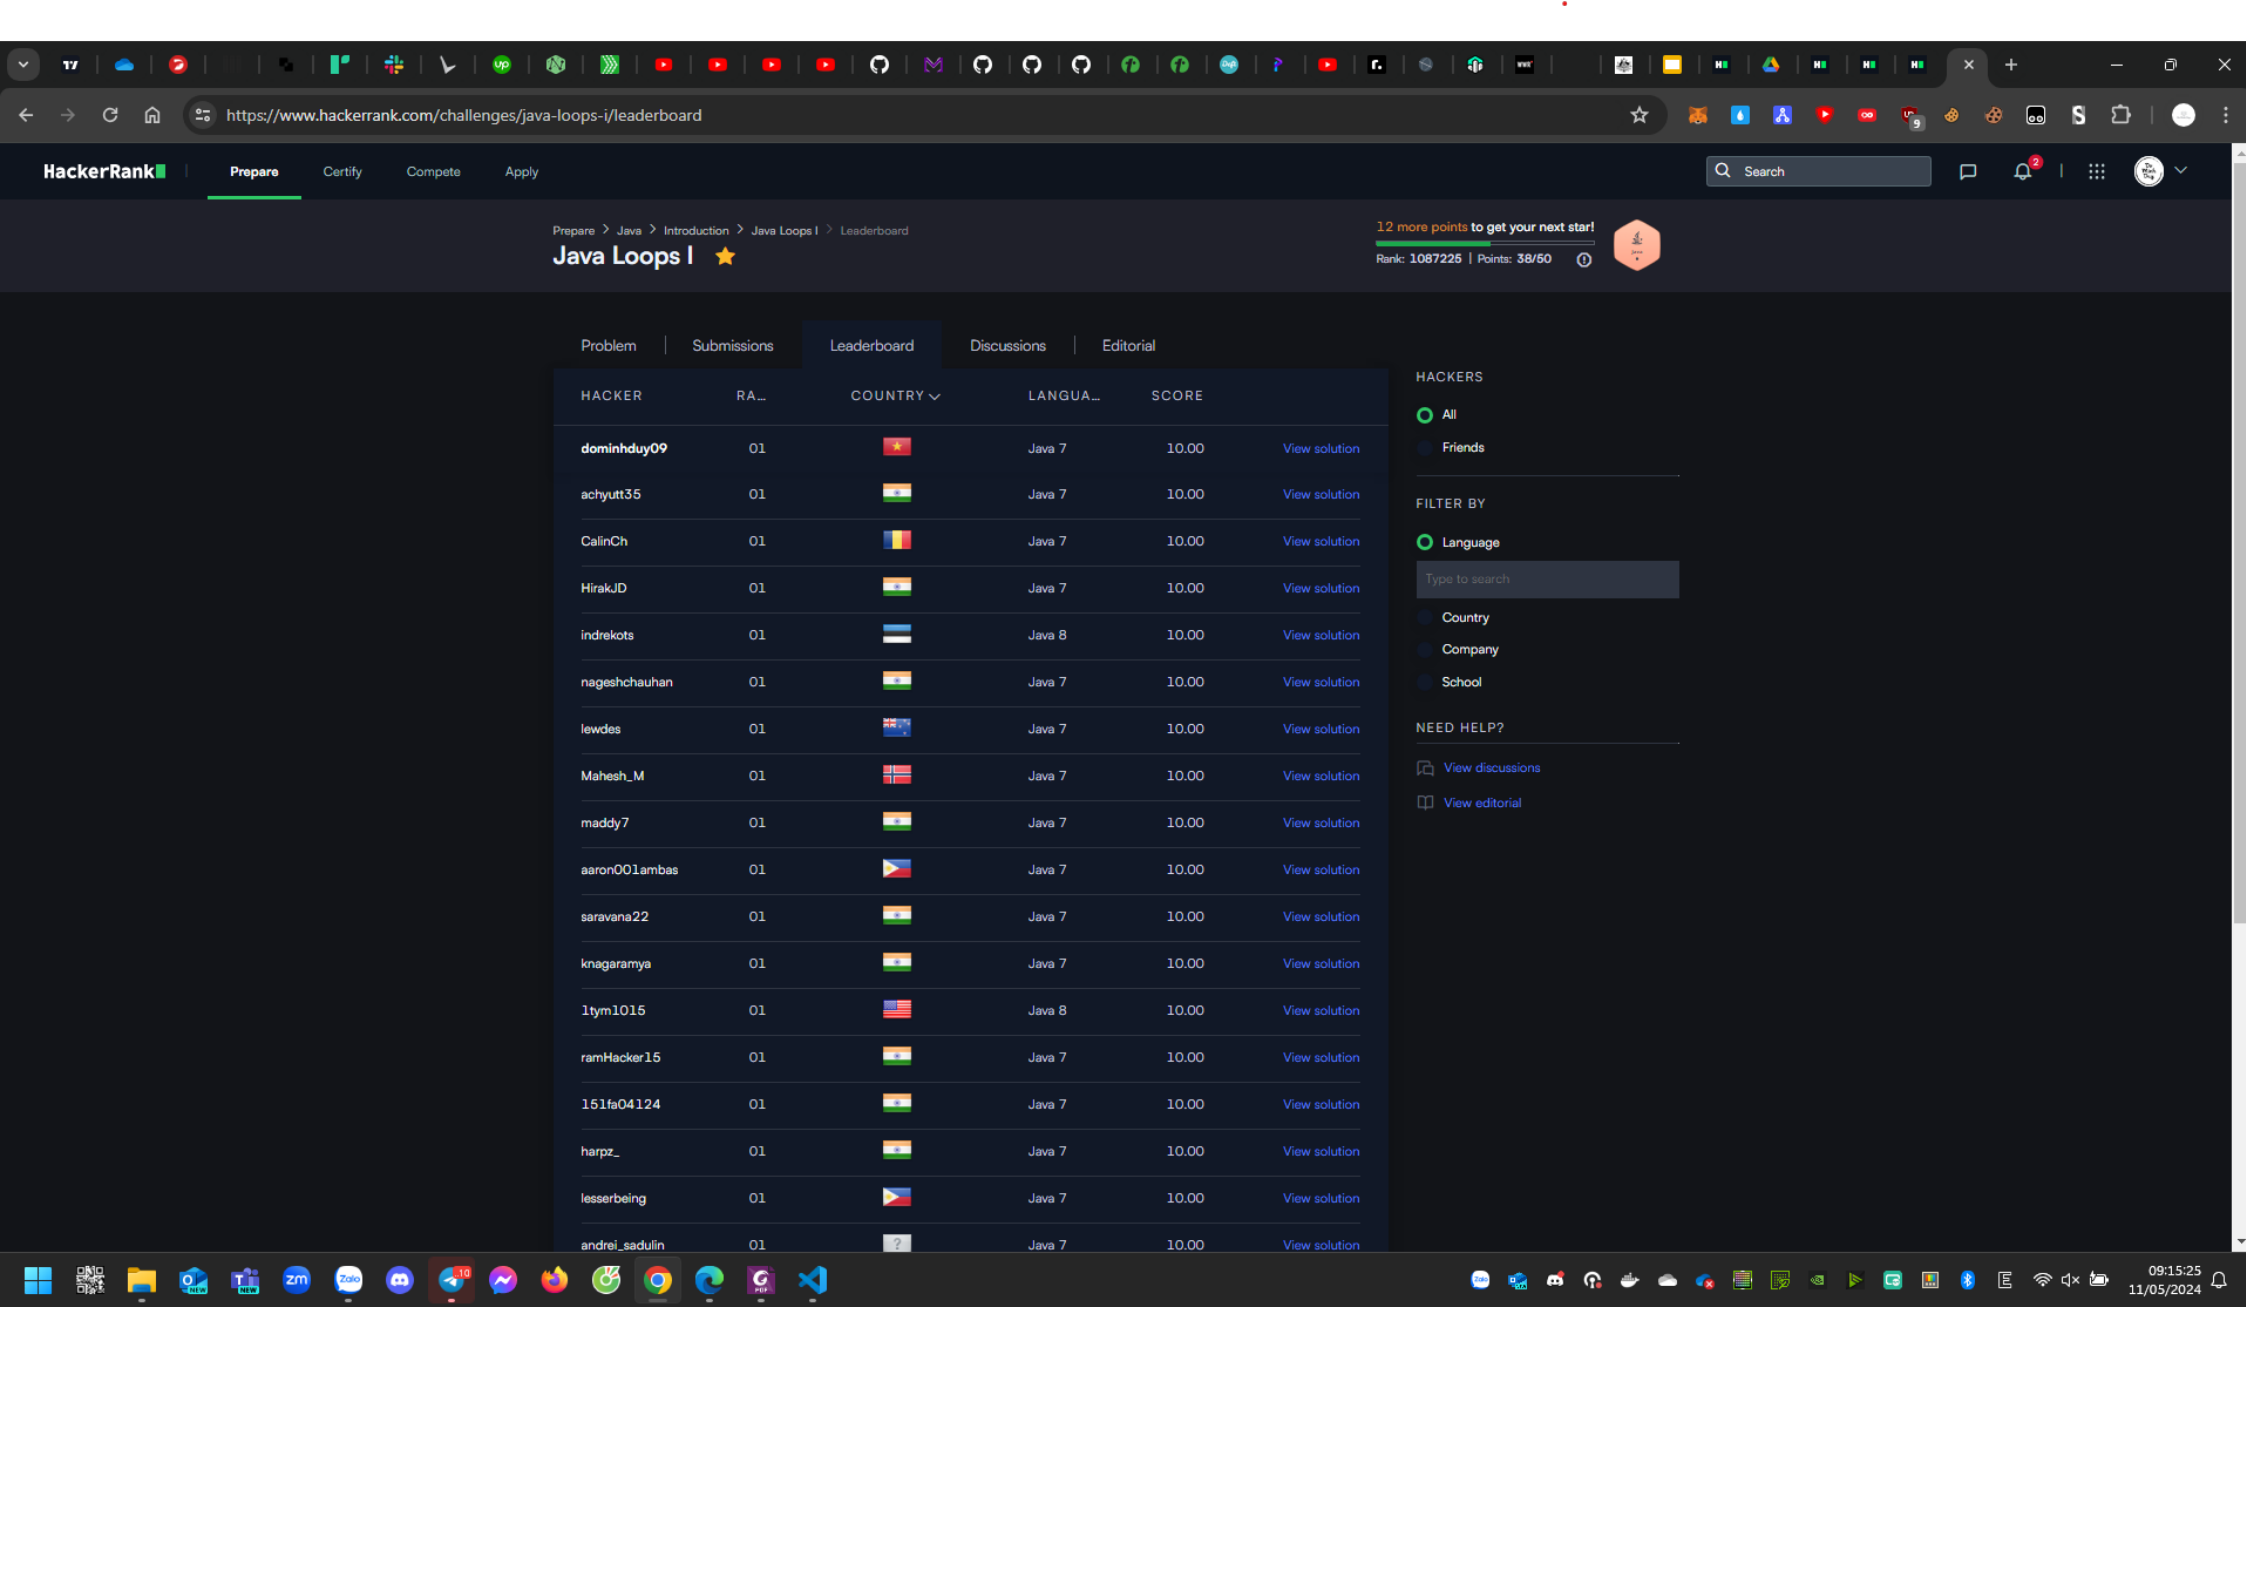 https://www.hackerrank.com/challenges/java-loops-i/leaderboard
9
HackerRank
Prepare
Certify
Compete
Apply
Search
2
Prepare > Java > Introduction > Java Loops I > Leaderboard
Java Loops I
12 more points to get your next star!
Rank: 1087225 | Points: 38/50
Problem
Submissions
Leaderboard
Discussions
Editorial
HACKER RA... COUNTRY LANGUA... SCORE
dominhduy09 01 Java 7 10.00 View solution
achyutt35 01 Java 7 10.00 View solution
CalinCh 01 Java 7 10.00 View solution
HirakJD 01 Java 7 10.00 View solution
indrekots 01 Java 8 10.00 View solution
nageshchauhan 01 Java 7 10.00 View solution
lewdes 01 Java 7 10.00 View solution
Mahesh_M 01 Java 7 10.00 View solution
maddy7 01 Java 7 10.00 View solution
aaron001ambas 01 Java 7 10.00 View solution
saravana22 01 Java 7 10.00 View solution
knagaramya 01 Java 7 10.00 View solution
1tym1015 01 Java 8 10.00 View solution
ramHacker15 01 Java 7 10.00 View solution
151fa04124 01 Java 7 10.00 View solution
harpz_ 01 Java 7 10.00 View solution
lesserbeing 01 Java 7 10.00 View solution
andrei_sadulin 01 Java 7 10.00 View solution
HACKERS
All
Friends
FILTER BY
Language
Type to search
Country
Company
School
NEED HELP?
View discussions
View editorial
NEW
NEW
zm
Zalo
10
PDF
09:15:25
11/05/2024